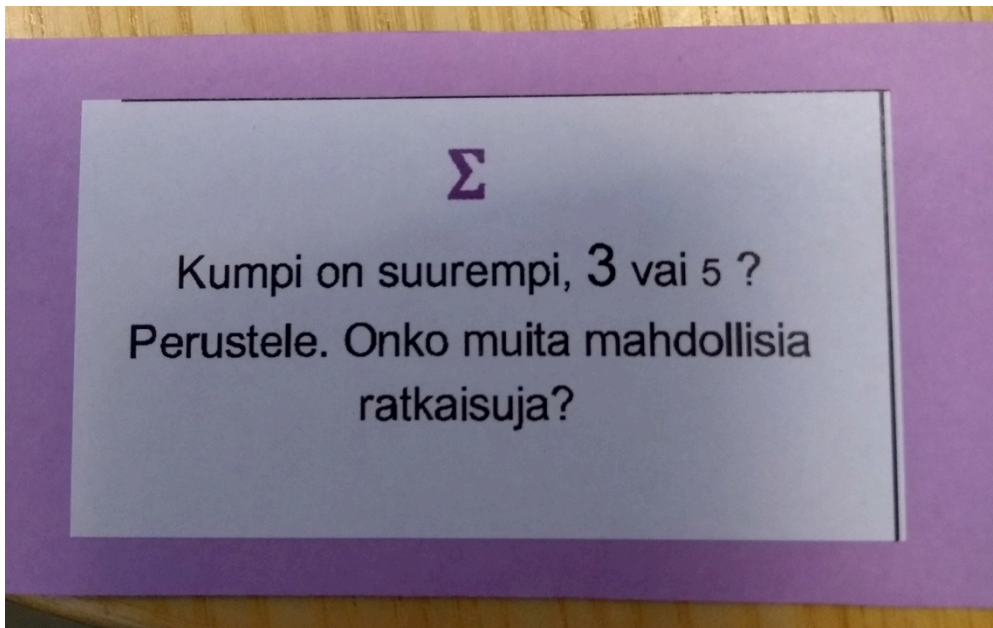 Σ
Kumpi on suurempi, 3 vai 5 ?
Perustele. Onko muita mahdollisia
ratkaisuja?